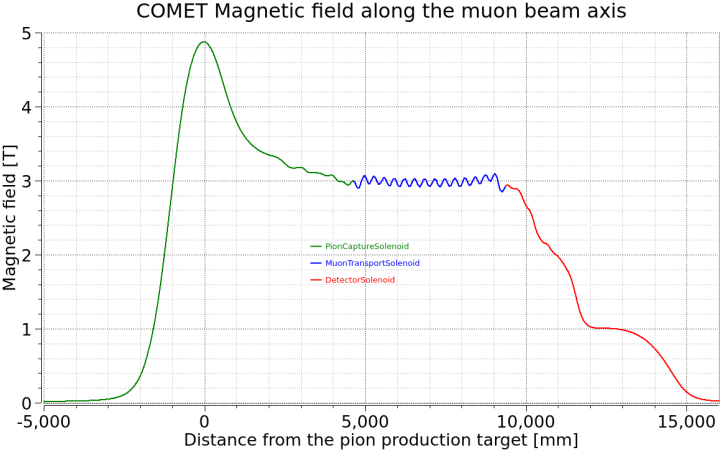 COMET Magnetic field along the muon beam axis
Magnetic field [T]
5
4
3
2
1
0
PionCaptureSolenoid
MuonTransportSolenoid
DetectorSolenoid
-5,000 0 5,000 10,000 15,000
Distance from the pion production target [mm]